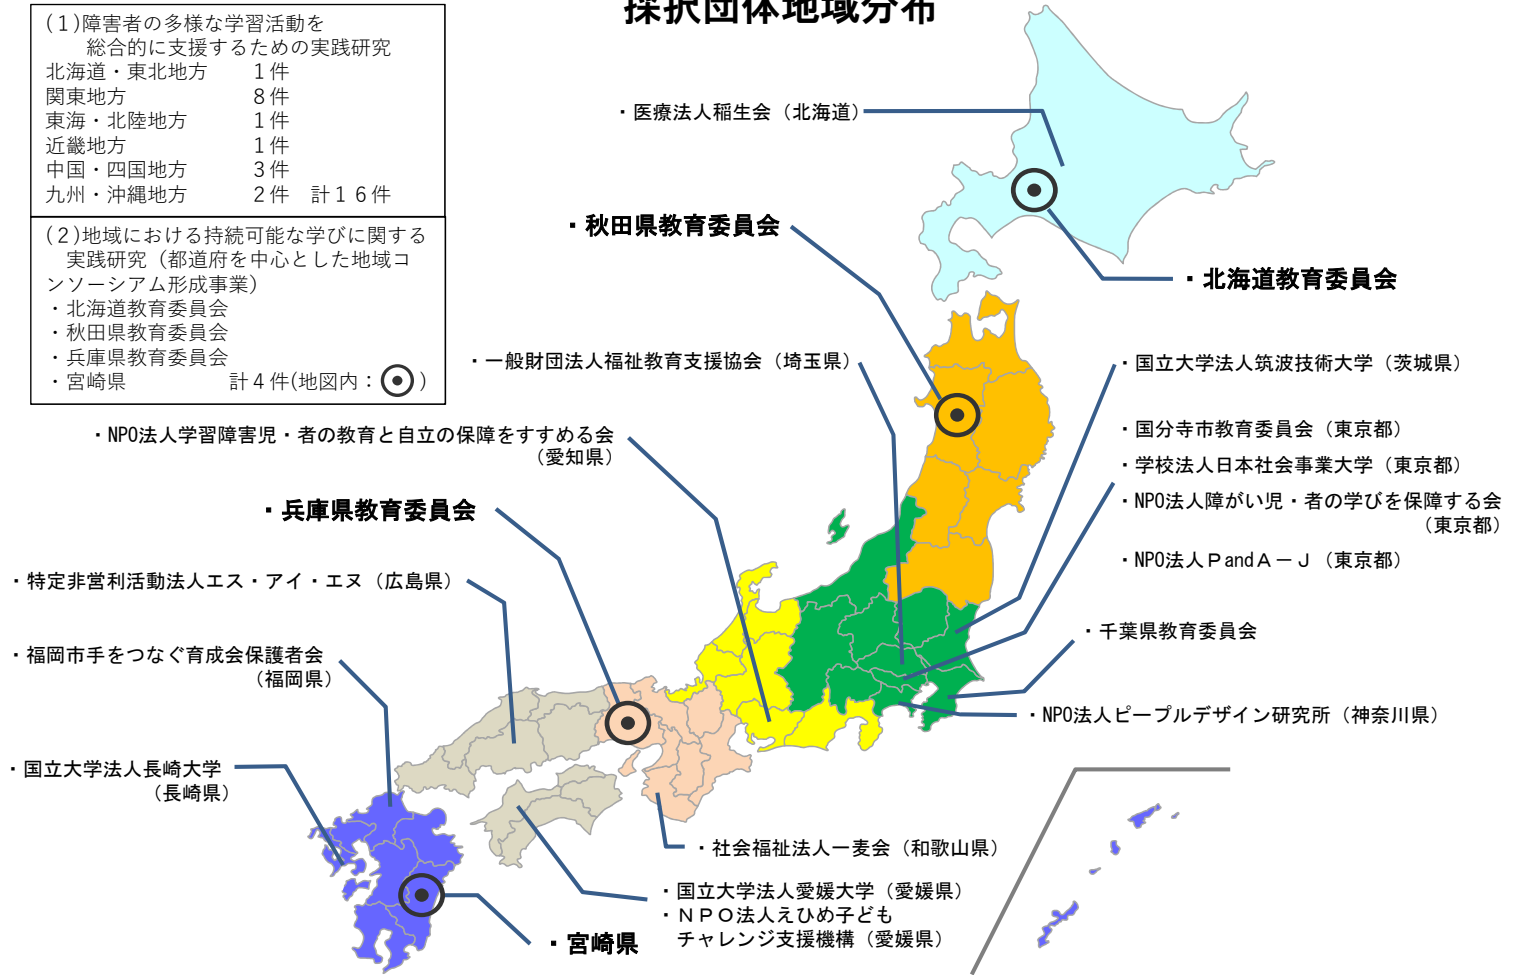 採択団体地域分布
(１)障害者の多様な学習活動を
総合的に支援するための実践研究
北海道・東北地方　１件
関東地方　８件
東海・北陸地方　１件
近畿地方　１件
中国・四国地方　３件
九州・沖縄地方　２件　計１６件
(２)地域における持続可能な学びに関する
実践研究（都道府を中心とした地域コ
ンソーシアム形成事業）
・北海道教育委員会
・秋田県教育委員会
・兵庫県教育委員会
・宮崎県　計４件(地図内：　)
・医療法人稲生会（北海道）
・秋田県教育委員会
・北海道教育委員会
・一般財団法人福祉教育支援協会（埼玉県）
・国立大学法人筑波技術大学（茨城県）
・国分寺市教育委員会（東京都）
・学校法人日本社会事業大学（東京都）
・NPO法人障がい児・者の学びを保障する会
（東京都）
・NPO法人ＰandＡ－Ｊ（東京都）
・NPO法人学習障害児・者の教育と自立の保障をすすめる会
（愛知県）
・兵庫県教育委員会
・特定非営利活動法人エス・アイ・エヌ（広島県）
・千葉県教育委員会
・福岡市手をつなぐ育成会保護者会
（福岡県）
・NPO法人ピープルデザイン研究所（神奈川県）
・国立大学法人長崎大学
（長崎県）
・社会福祉法人一麦会（和歌山県）
・国立大学法人愛媛大学（愛媛県）
・ＮＰＯ法人えひめ子ども
チャレンジ支援機構（愛媛県）
・宮崎県